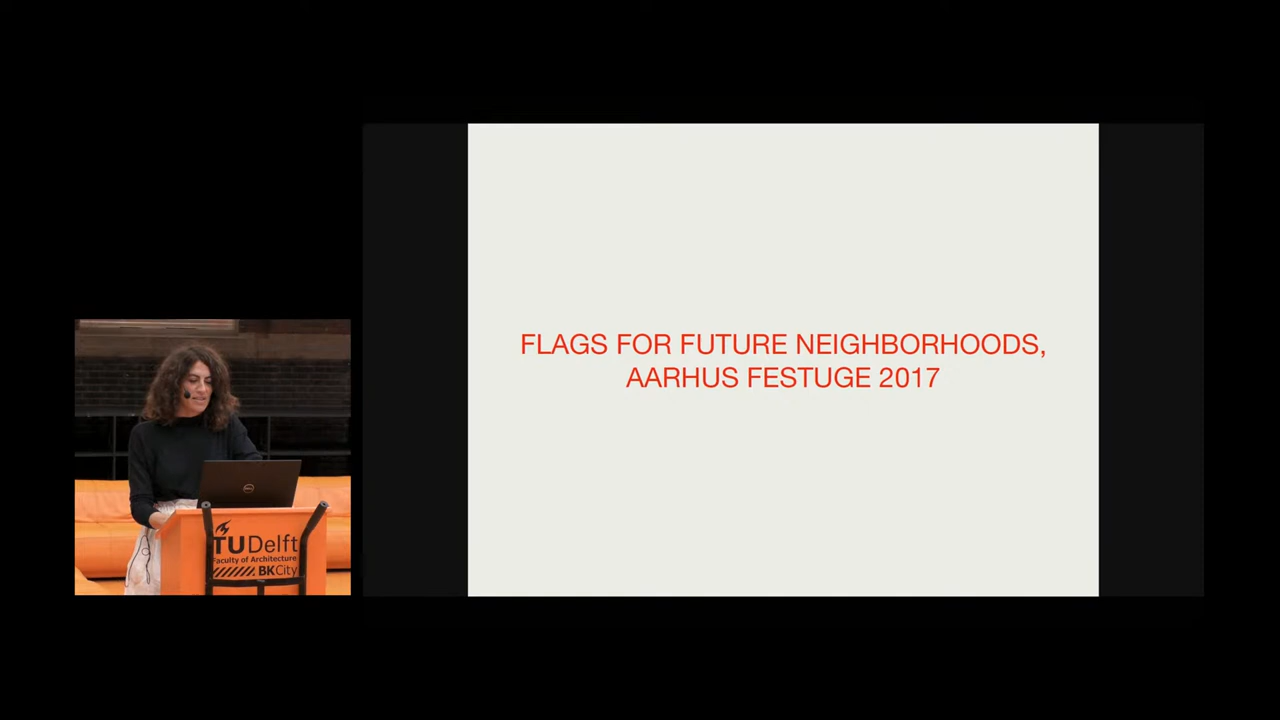 FLAGS FOR FUTURE NEIGHBORHOODS,
AARHUS FESTUGE 2017
TU Delft
Faculty of Architecture
BK City